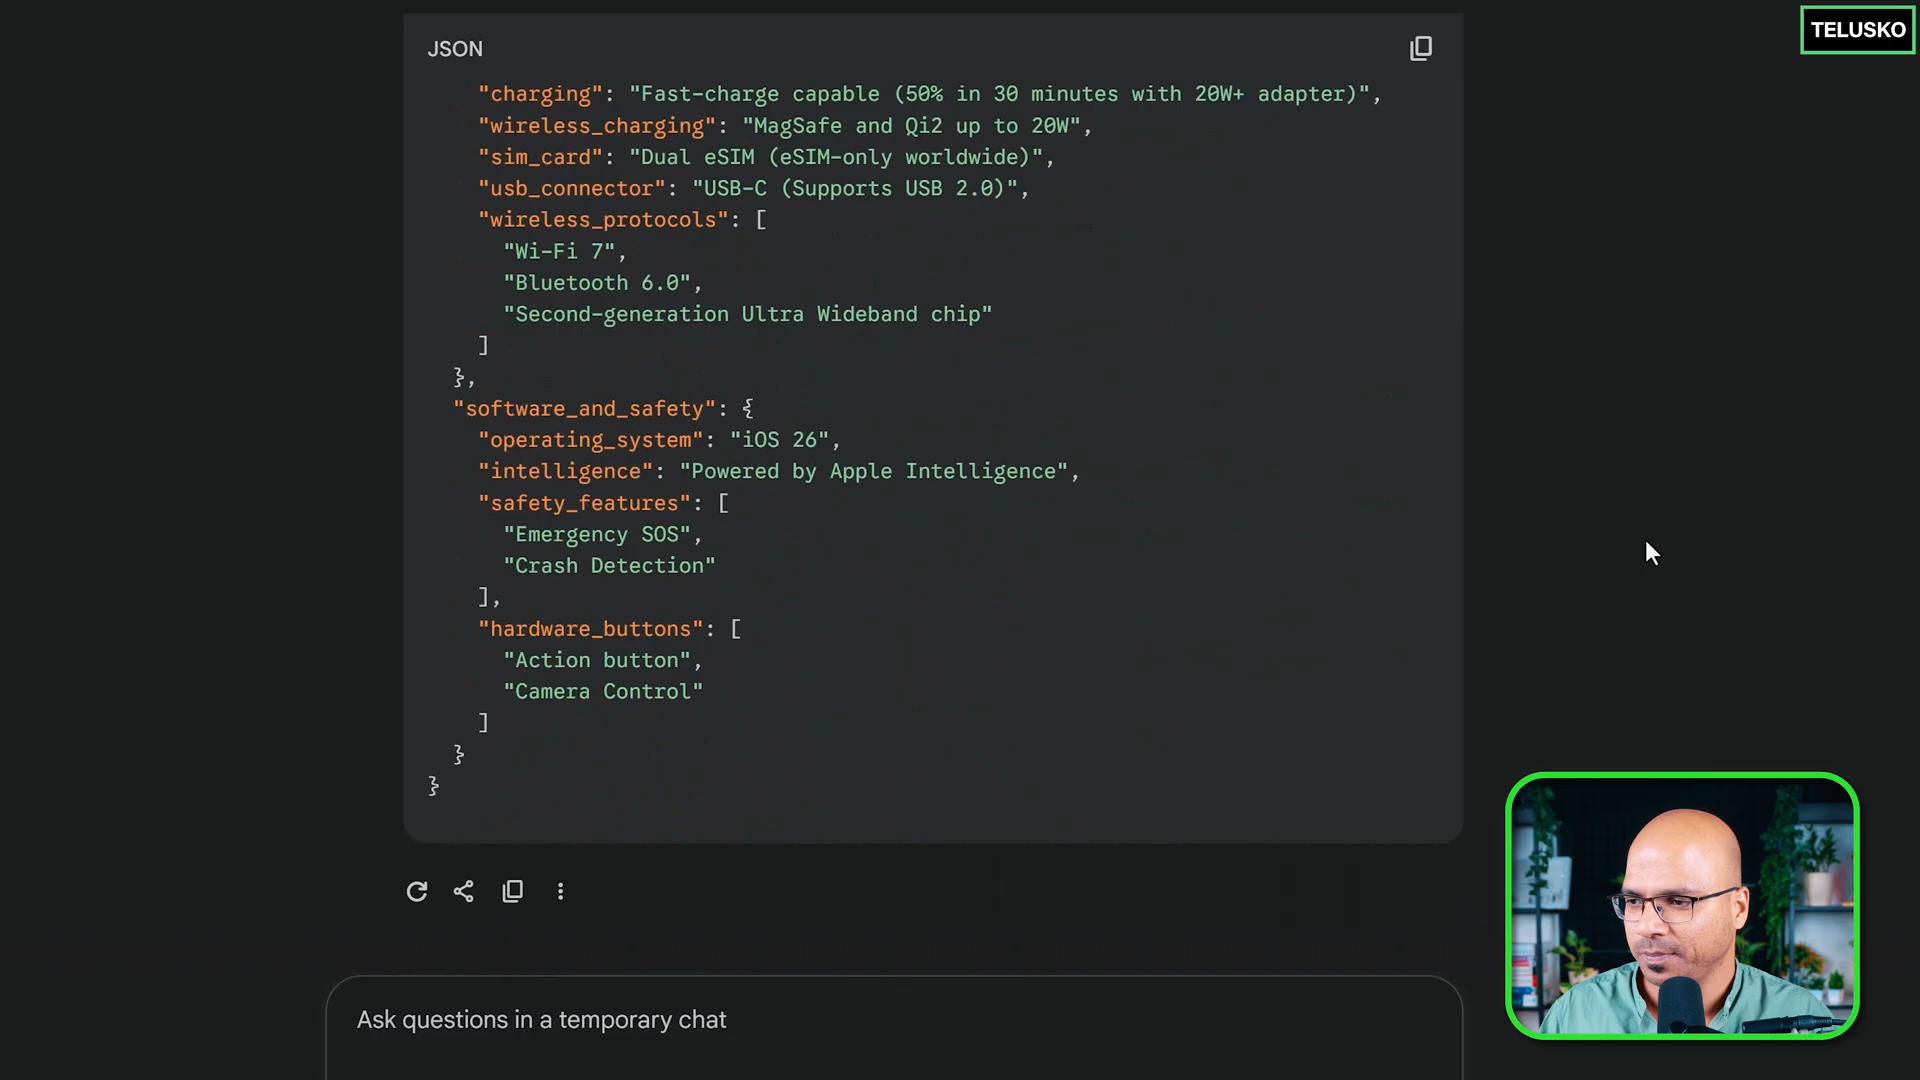 TELUSKO
JSON
"charging": "Fast-charge capable (50% in 30 minutes with 20W+ adapter)",
"wireless_charging": "MagSafe and Qi2 up to 20W",
"sim_card": "Dual eSIM (eSIM-only worldwide)",
"usb_connector": "USB-C (Supports USB 2.0)",
"wireless_protocols": [
"Wi-Fi 7",
"Bluetooth 6.0",
"Second-generation Ultra Wideband chip"
]
},
"software_and_safety": {
"operating_system": "iOS 26",
"intelligence": "Powered by Apple Intelligence",
"safety_features": [
"Emergency SOS",
"Crash Detection"
],
"hardware_buttons": [
"Action button",
"Camera Control"
]
}
}
Ask questions in a temporary chat